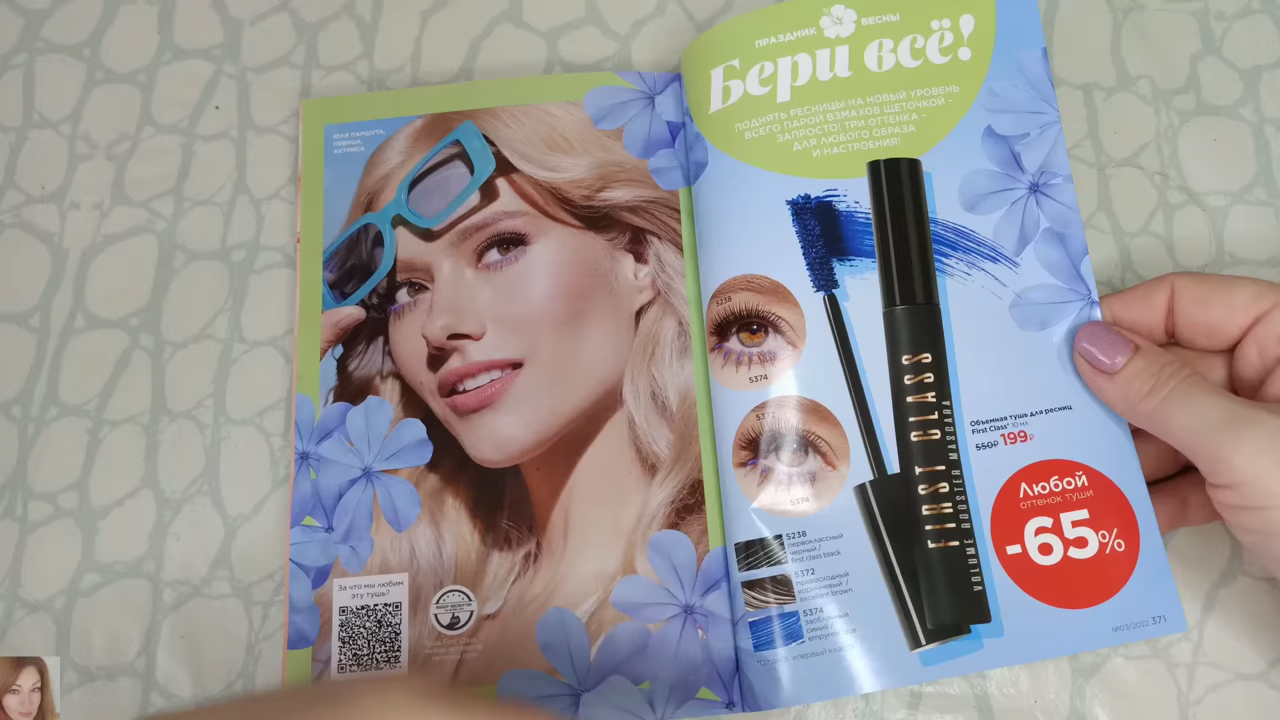 ЮЛЯ ПАРШУТА,
ПЕВИЦА,
АКТРИСА
За что мы любим
эту тушь?
ПРАЗДНИК ВЕСНЫ
Бери всё!
ПОДНЯТЬ РЕСНИЦЫ НА НОВЫЙ УРОВЕНЬ
ВСЕГО ПАРОЙ ВЗМАХОВ ЩЕТОЧКОЙ -
ЗАПРОСТО! ТРИ ОТТЕНКА -
ДЛЯ ЛЮБОГО ОБРАЗА
И НАСТРОЕНИЯ!
5238
5374
5372
5374
FIRST CLASS
VOLUME BOOSTER MASCARA
Объемная тушь для ресниц
First Class* 10 мл
550₽ 199₽
Любой
оттенок туши
-65%
5238
первоклассный
черный /
first class black
5372
превосходный
коричневый /
excellent brown
5374
синий /
№03/2022 371